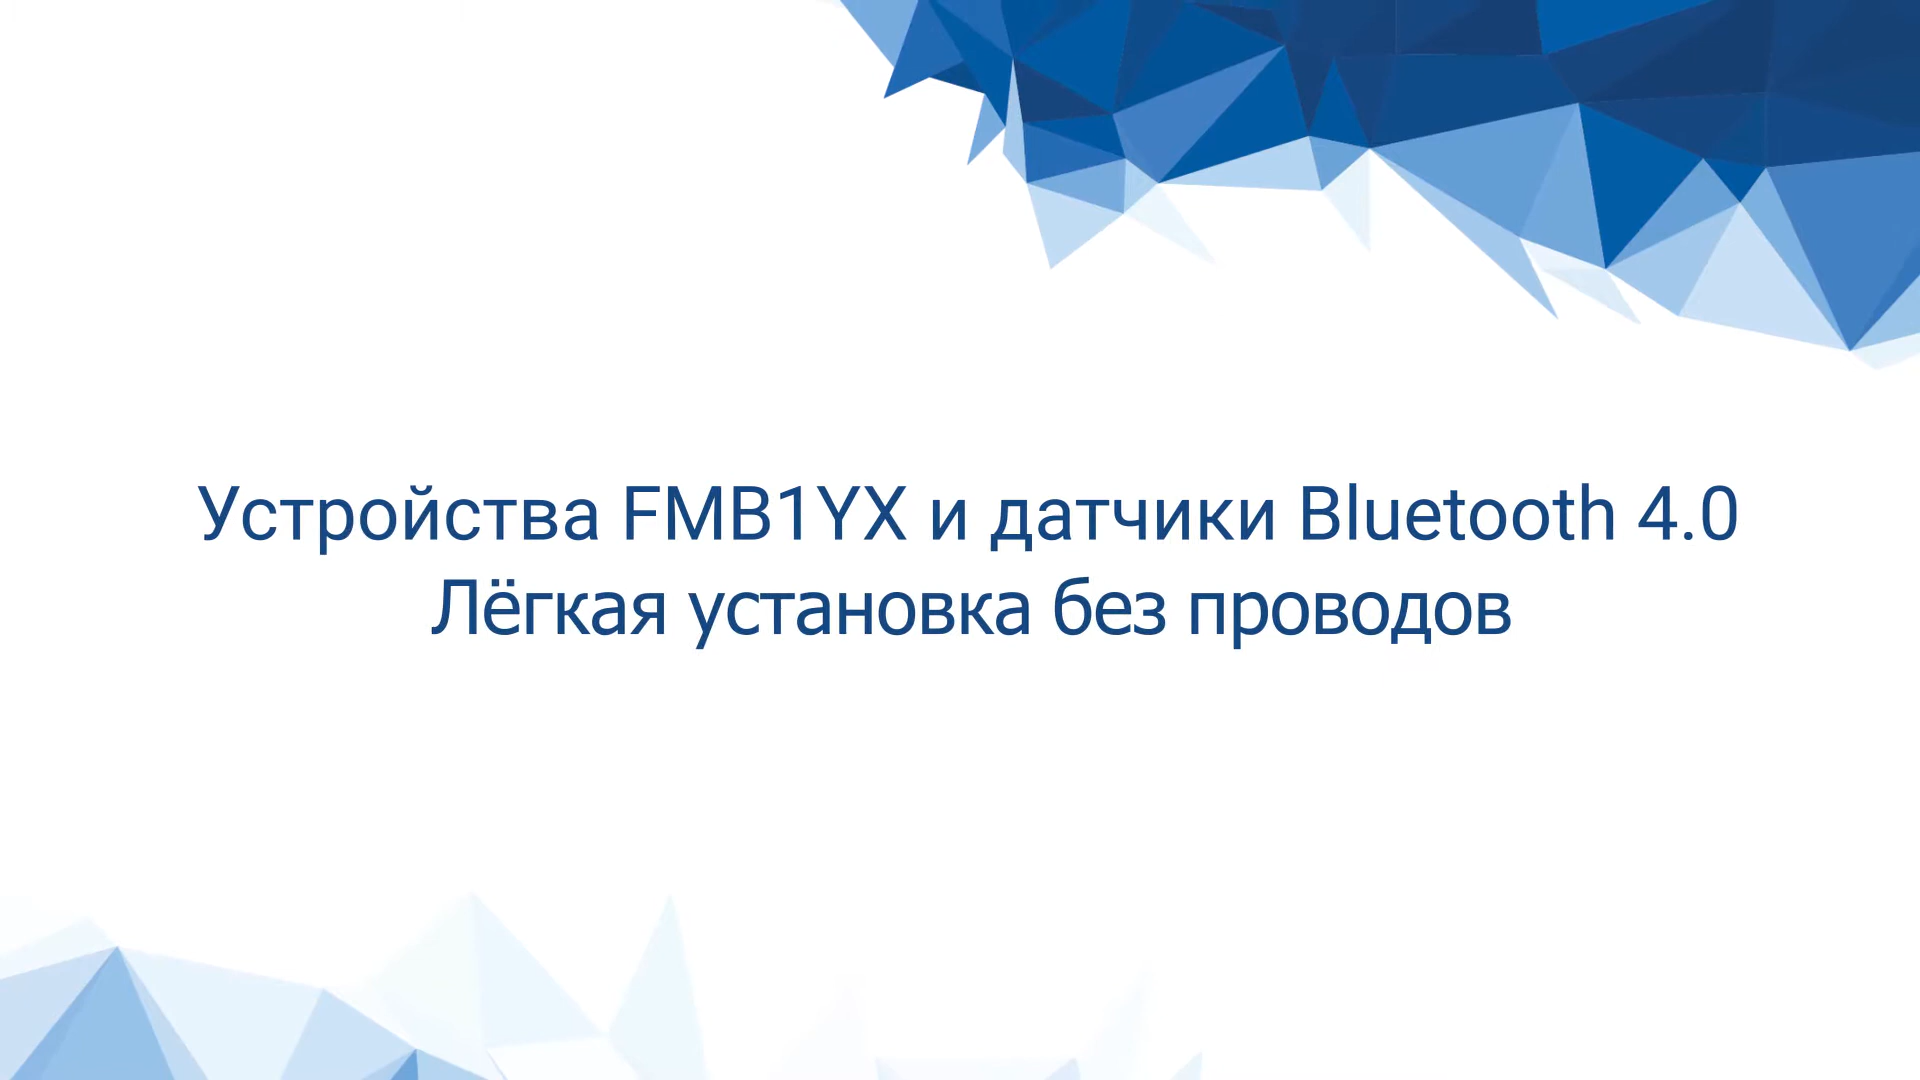 Устройства FMB1YX и датчики Bluetooth 4.0
Лёгкая установка без проводов